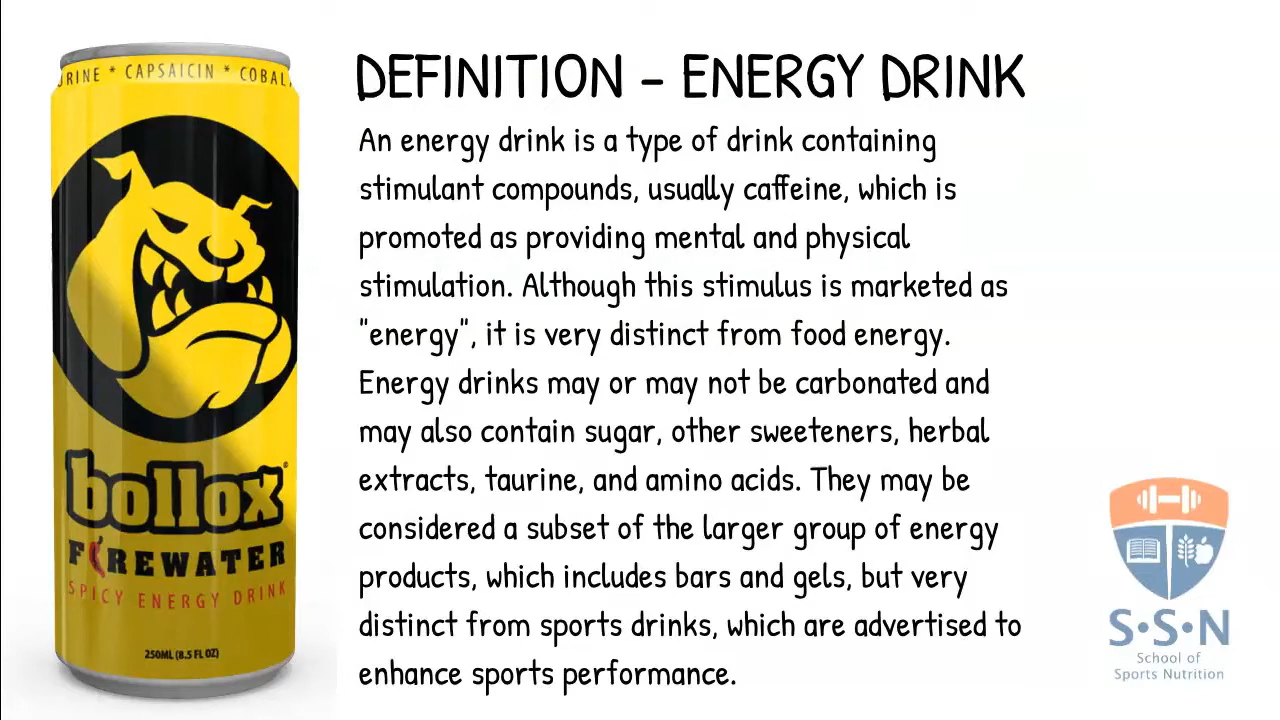 RINE * CAPSAICIN * COBAL
bollox
FIREWATER
SPICY ENERGY DRINK
250ML (8.5 FL OZ)
DEFINITION - ENERGY DRINK
An energy drink is a type of drink containing
stimulant compounds, usually caffeine, which is
promoted as providing mental and physical
stimulation. Although this stimulus is marketed as
"energy", it is very distinct from food energy.
Energy drinks may or may not be carbonated and
may also contain sugar, other sweeteners, herbal
extracts, taurine, and amino acids. They may be
considered a subset of the larger group of energy
products, which includes bars and gels, but very
distinct from sports drinks, which are advertised to
enhance sports performance.
S·S·N
School of
Sports Nutrition